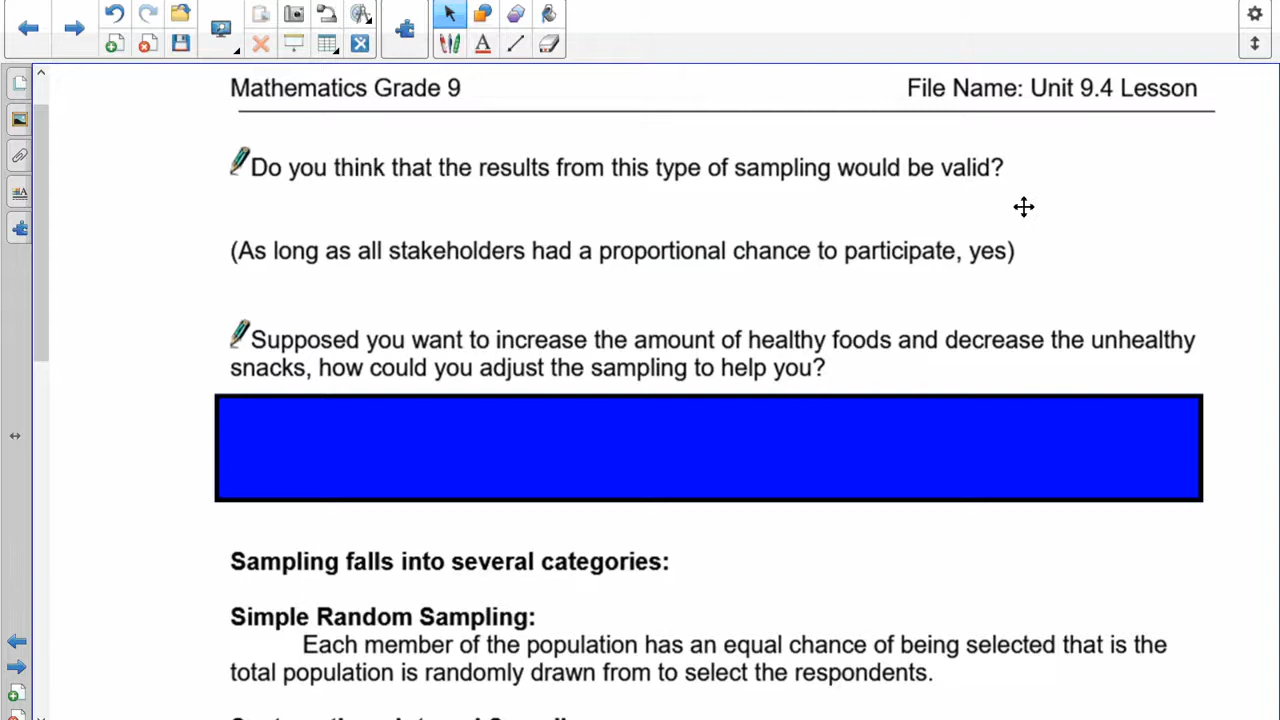 Mathematics Grade 9 File Name: Unit 9.4 Lesson
Do you think that the results from this type of sampling would be valid?
(As long as all stakeholders had a proportional chance to participate, yes)
Supposed you want to increase the amount of healthy foods and decrease the unhealthy
snacks, how could you adjust the sampling to help you?
Sampling falls into several categories:
Simple Random Sampling:
Each member of the population has an equal chance of being selected that is the
total population is randomly drawn from to select the respondents.